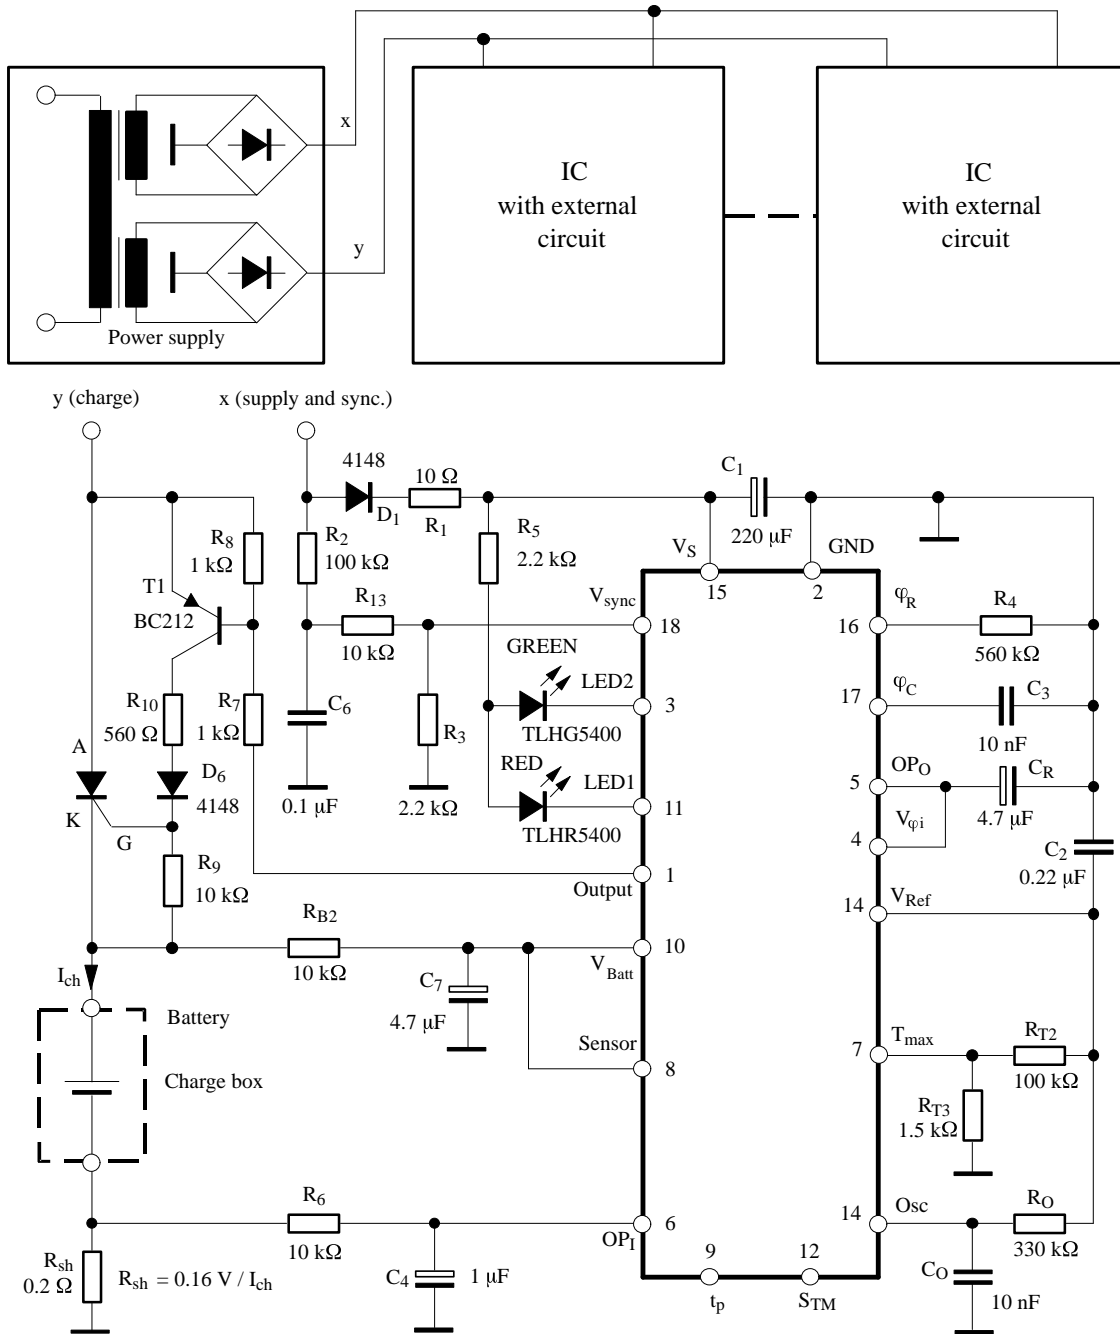 x
y
Power supply
IC
with external
circuit
IC
with external
circuit
y (charge)
x (supply and sync.)
4148
D1
10 Ω
R1
C1
220 µF
VS
15
GND
2
R8
1 kΩ
R2
100 kΩ
R5
2.2 kΩ
T1
BC212
R13
10 kΩ
Vsync
18
φR
16
R4
560 kΩ
GREEN
LED2
TLHG5400
3
φC
17
C3
10 nF
R10
560 Ω
R7
1 kΩ
C6
0.1 µF
R3
2.2 kΩ
RED
LED1
TLHR5400
11
OPO
5
CR
4.7 µF
Vφi
4
A
K
G
D6
4148
R9
10 kΩ
Output
1
C2
0.22 µF
VRef
14
RB2
10 kΩ
VBatt
10
C7
4.7 µF
Ich
Battery
Charge box
Sensor
8
Tmax
7
RT2
100 kΩ
RT3
1.5 kΩ
R6
10 kΩ
OPI
6
Osc
14
RO
330 kΩ
Rsh
0.2 Ω
Rsh = 0.16 V / Ich
C4
1 µF
9
tp
12
STM
CO
10 nF